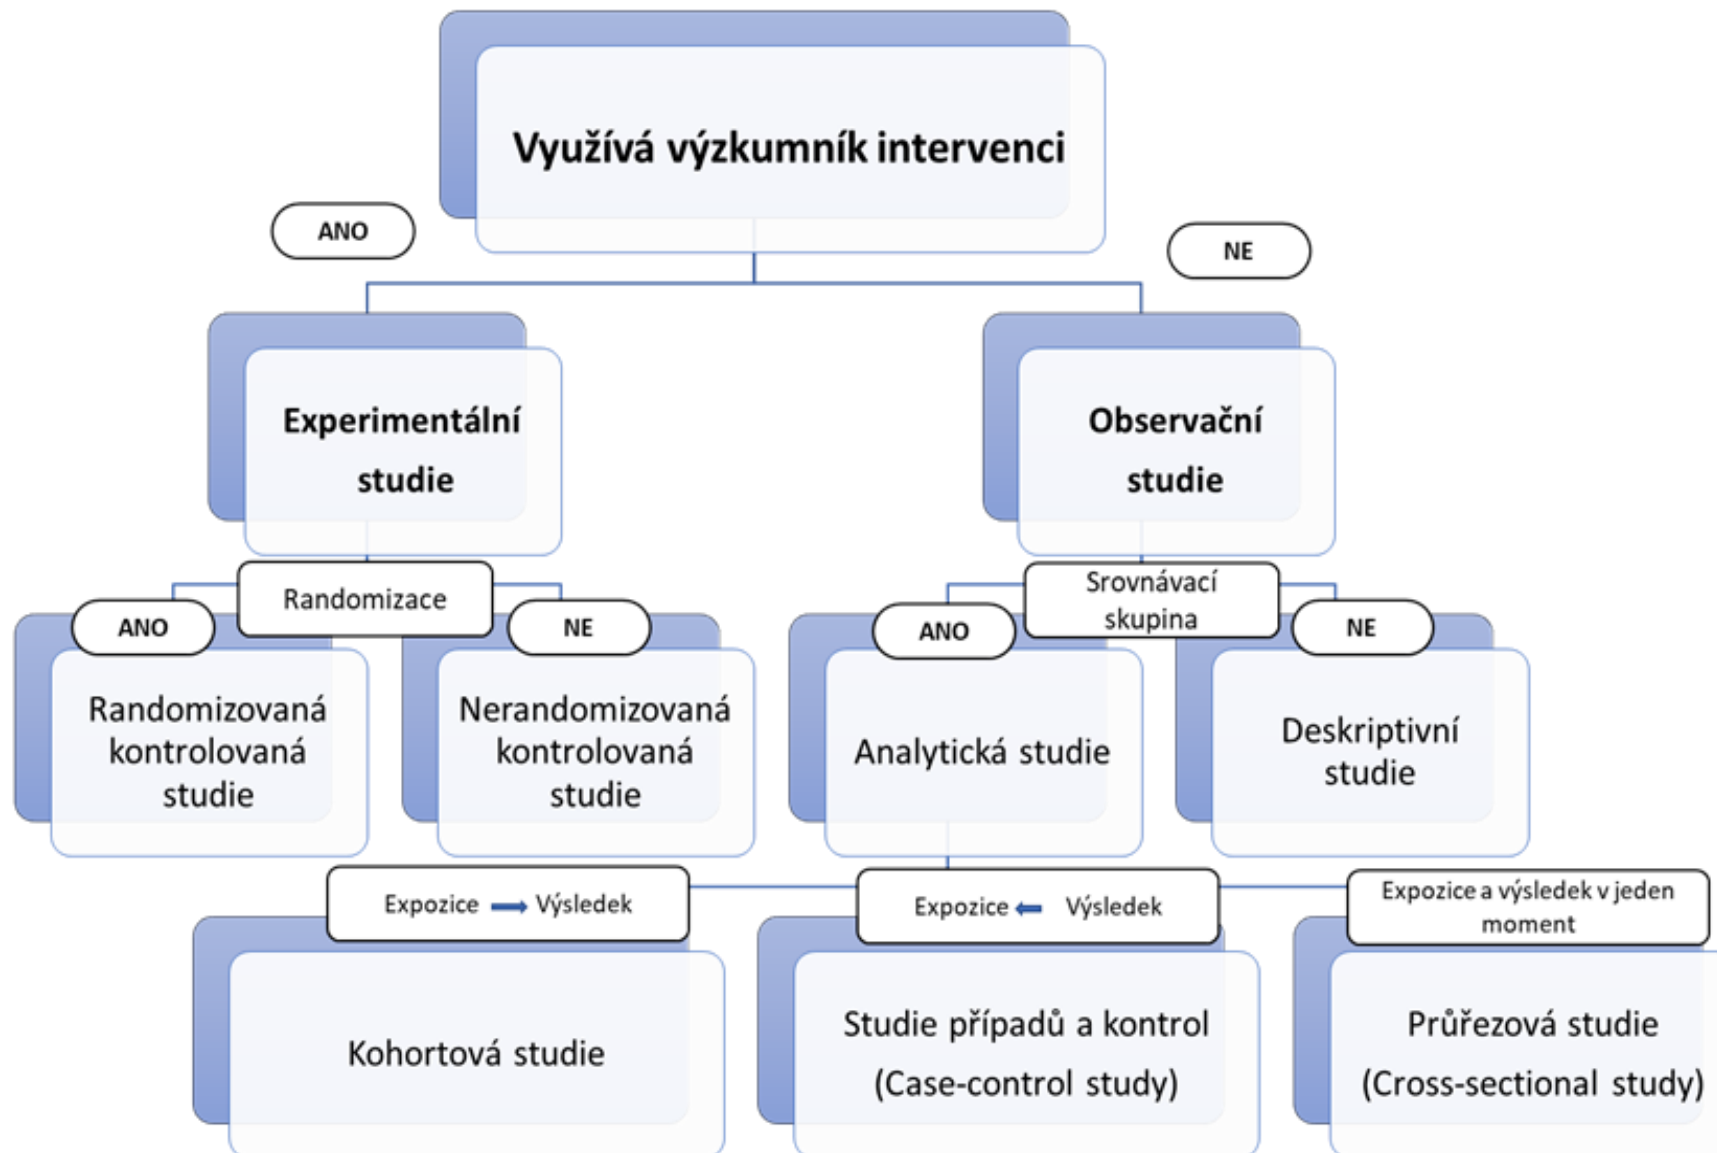 Využívá výzkumník intervenci
ANO
NE
Experimentální
studie
Observační
studie
Randomizace
ANO
NE
Srovnávací
skupina
ANO
NE
Randomizovaná
kontrolovaná
studie
Nerandomizovaná
kontrolovaná
studie
Analytická studie
Deskriptivní
studie
Expozice Výsledek
Expozice Výsledek
Expozice a výsledek v jeden
moment
Kohortová studie
Studie případů a kontrol
(Case-control study)
Průřezová studie
(Cross-sectional study)